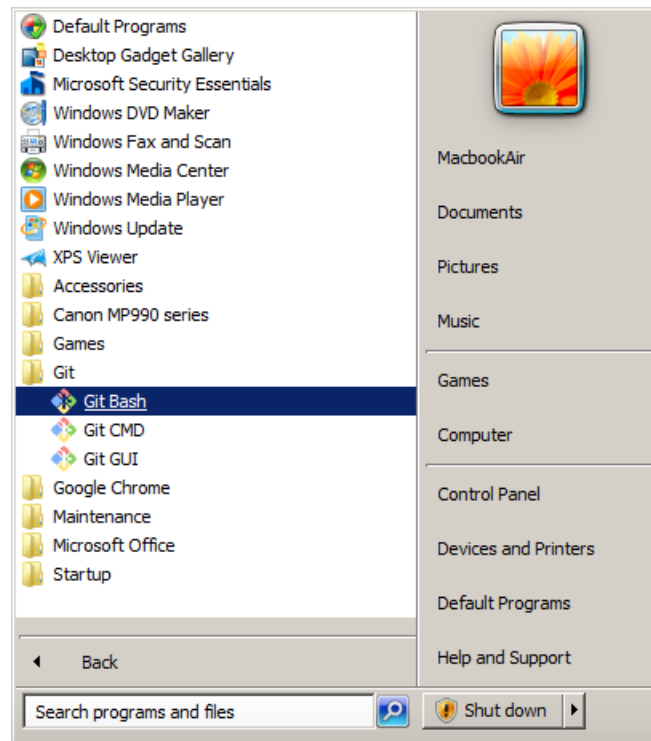 Default Programs
Desktop Gadget Gallery
Microsoft Security Essentials
Windows DVD Maker
Windows Fax and Scan
Windows Media Center
Windows Media Player
Windows Update
XPS Viewer
Accessories
Canon MP990 series
Games
Git
Git Bash
Git CMD
Git GUI
Google Chrome
Maintenance
Microsoft Office
Startup
Back
Search programs and files
MacbookAir
Documents
Pictures
Music
Games
Computer
Control Panel
Devices and Printers
Default Programs
Help and Support
Shut down